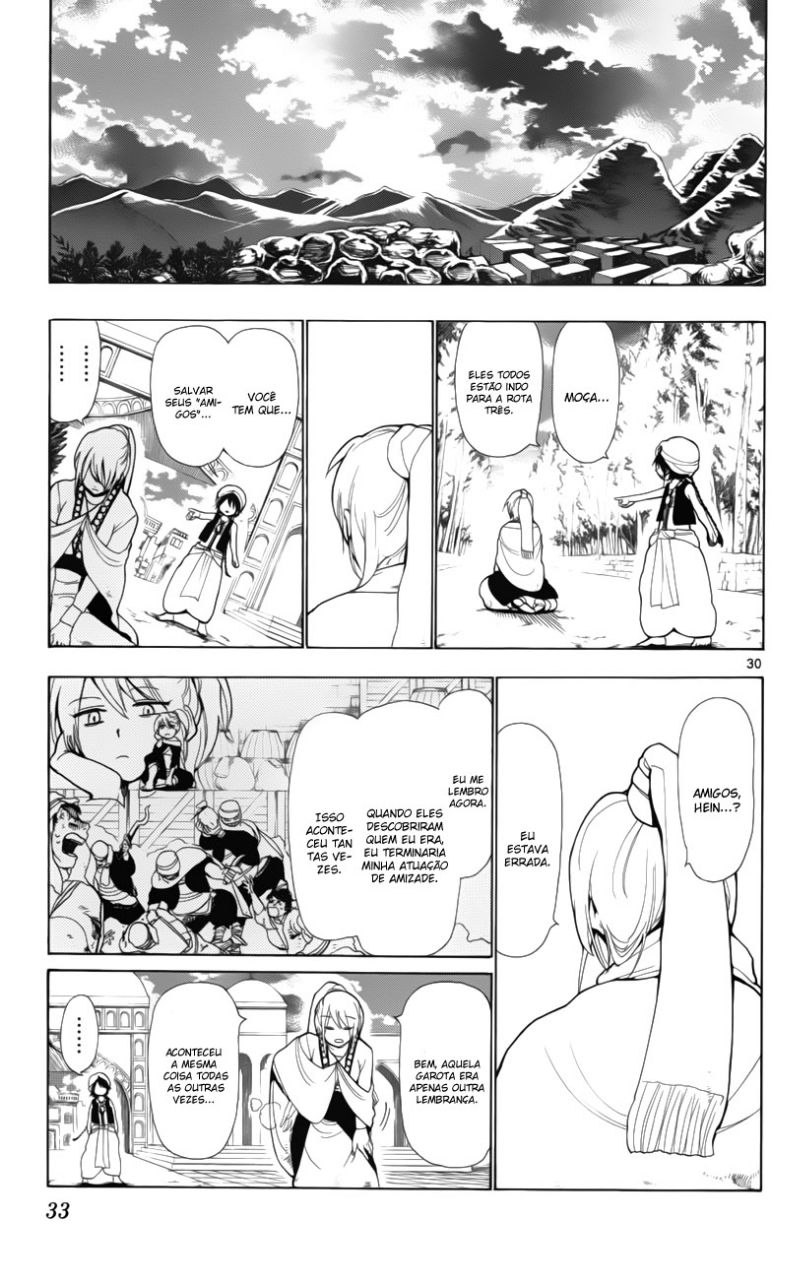 MOÇA...
ELES TODOS
ESTÃO INDO
PARA A ROTA
TRÊS.
VOCÊ
TEM QUE...
SALVAR
SEUS "AMI-
GOS"...
......
30
AMIGOS,
HEIN...?
EU
ESTAVA
ERRADA.
EU ME
LEMBRO
AGORA.
QUANDO ELES
DESCOBRIRAM
QUEM EU ERA,
EU TERMINARIA
MINHA ATUAÇÃO
DE AMIZADE.
ISSO
ACONTE-
CEU TAN-
TAS VE-
ZES.
BEM, AQUELA
GAROTA ERA
APENAS OUTRA
LEMBRANÇA.
ACONTECEU
A MESMA
COISA TODAS
AS OUTRAS
VEZES...
......
33